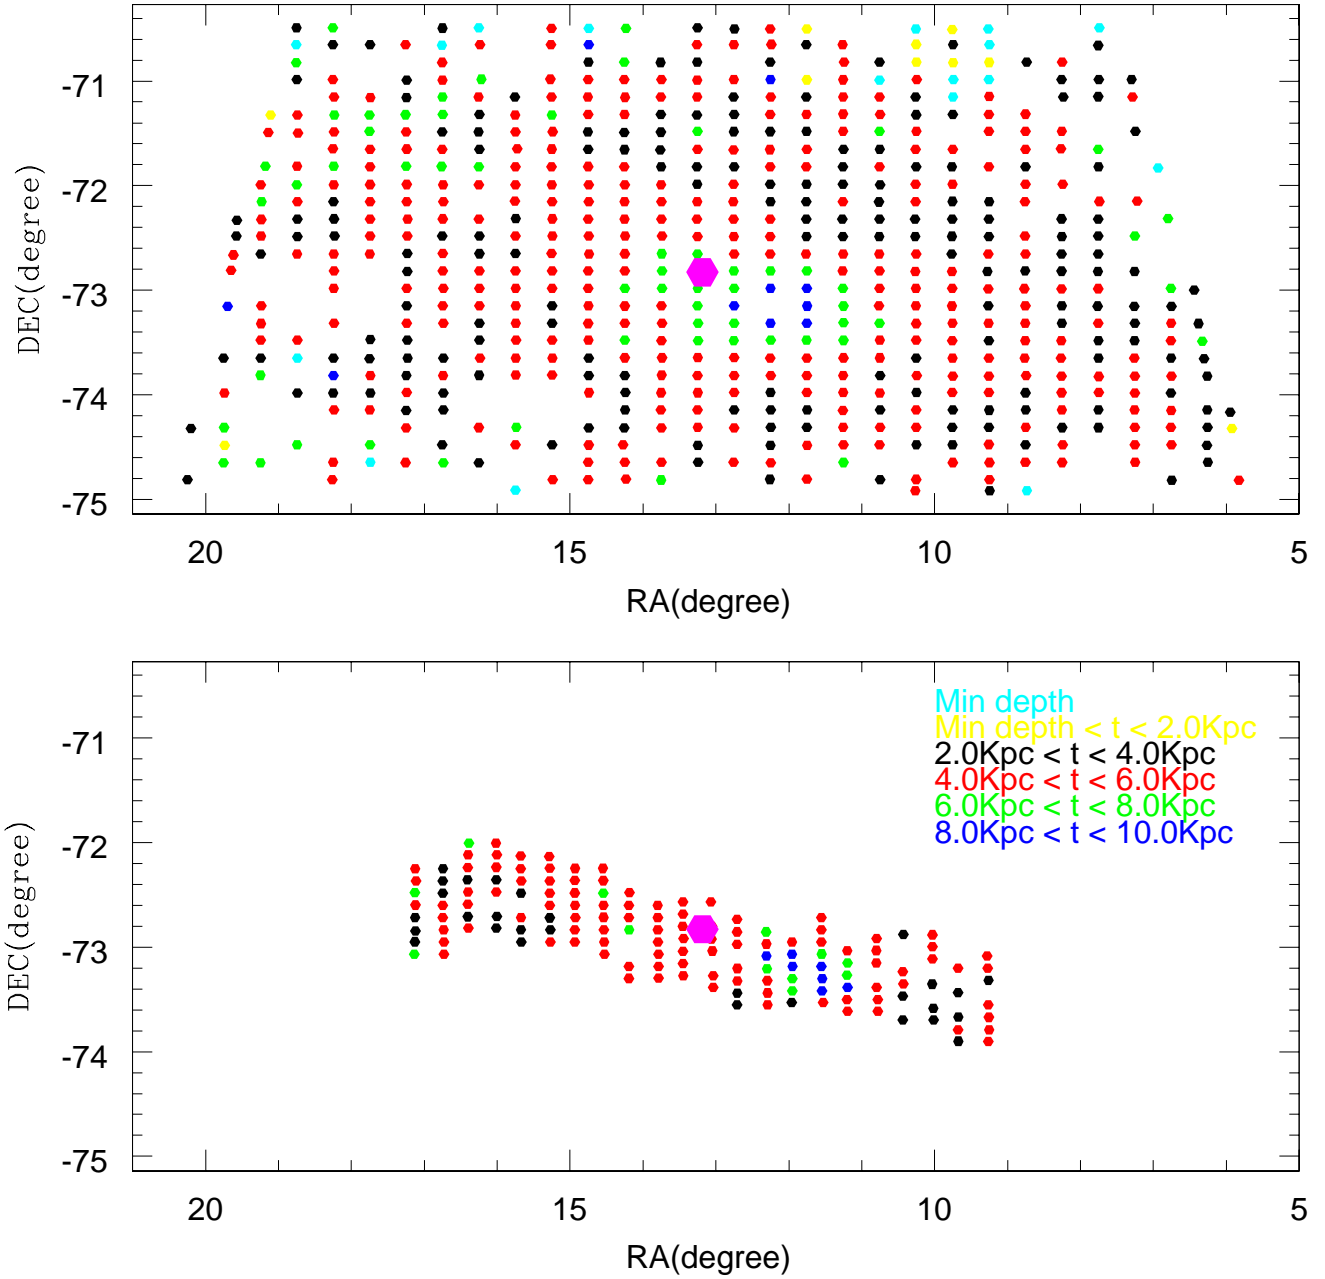 -71
-72
-73
-74
-75
DEC(degree)
20 15 10 5
RA(degree)
Min depth
Min depth < t < 2.0Kpc
2.0Kpc < t < 4.0Kpc
4.0Kpc < t < 6.0Kpc
6.0Kpc < t < 8.0Kpc
8.0Kpc < t < 10.0Kpc
-71
-72
-73
-74
-75
DEC(degree)
20 15 10 5
RA(degree)